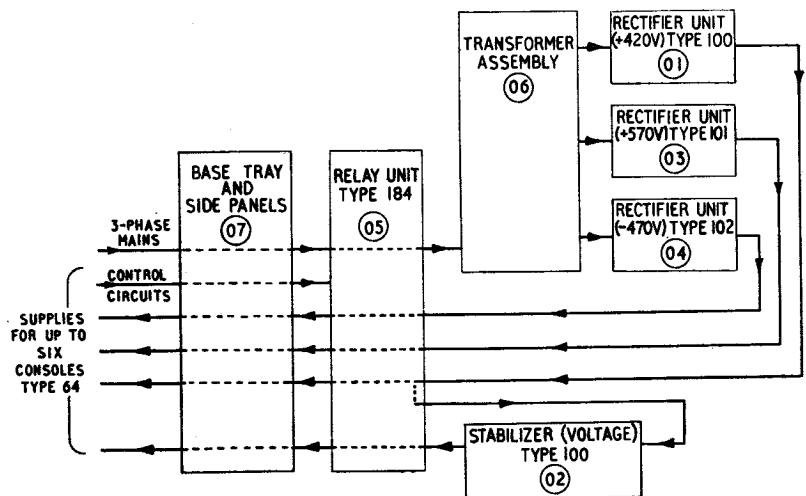 TRANSFORMER
ASSEMBLY
06
RECTIFIER UNIT
(+420V) TYPE 100
01
RECTIFIER UNIT
(+570V) TYPE 101
03
RECTIFIER UNIT
(-470V) TYPE 102
04
BASE TRAY
AND
SIDE PANELS
07
RELAY UNIT
TYPE 184
05
3-PHASE
MAINS
CONTROL
CIRCUITS
SUPPLIES
FOR UP TO
SIX
CONSOLES
TYPE 64
STABILIZER (VOLTAGE)
TYPE 100
02